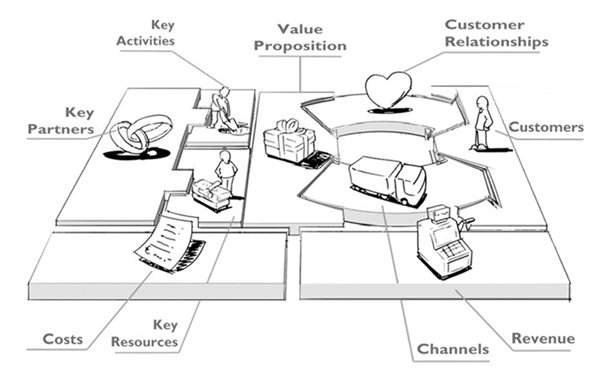 Key
Activities
Value
Proposition
Customer
Relationships
Key
Partners
Customers
Costs
Key
Resources
Channels
Revenue